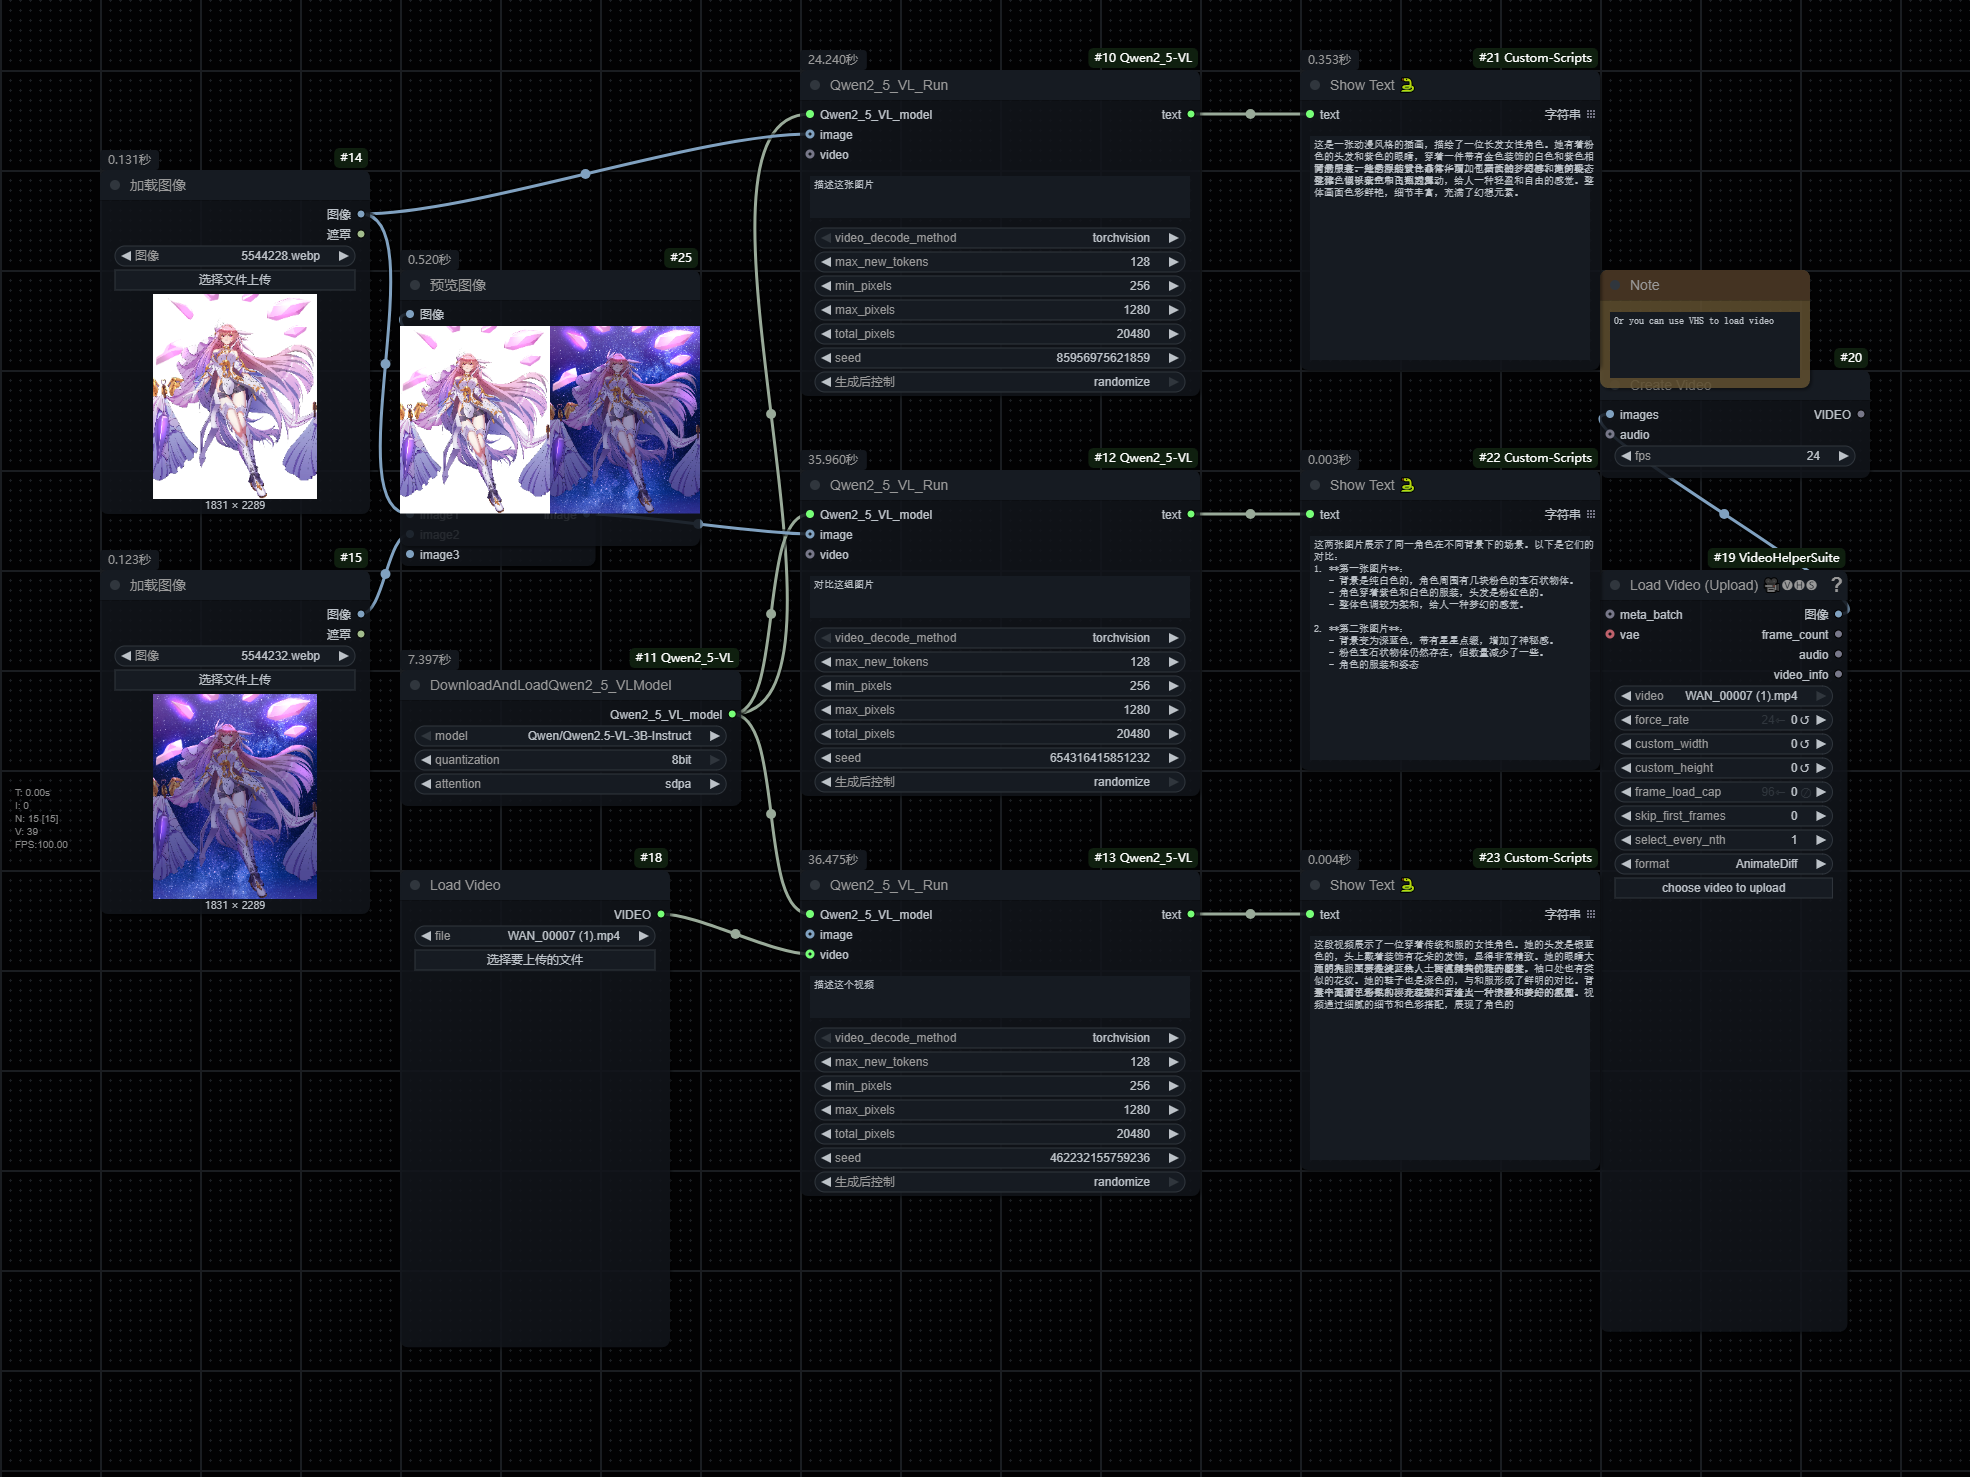 0.131秒
#14
加载图像
图像
遮罩
图像 5544228.webp
选择文件上传
1831 × 2289
0.123秒
#15
加载图像
图像
遮罩
图像 5544232.webp
选择文件上传
1831 × 2289
T: 0.00s
I: 0
N: 15 [15]
V: 39
FPS:100.00
0.520秒
#25
预览图像
图像
image1
image2
image3
7.397秒
#11 Qwen2_5-VL
DownloadAndLoadQwen2_5_VLModel
Qwen2_5_VL_model
model Qwen/Qwen2.5-VL-3B-Instruct
quantization 8bit
attention sdpa
#18
Load Video
VIDEO
file WAN_00007 (1).mp4
选择要上传的文件
24.240秒
#10 Qwen2_5-VL
Qwen2_5_VL_Run
Qwen2_5_VL_model text
image
video
描述这张图片
video_decode_method torchvision
max_new_tokens 128
min_pixels 256
max_pixels 1280
total_pixels 20480
seed 85956975621859
生成后控制 randomize
35.960秒
#12 Qwen2_5-VL
Qwen2_5_VL_Run
Qwen2_5_VL_model text
image
video
对比这组图片
video_decode_method torchvision
max_new_tokens 128
min_pixels 256
max_pixels 1280
total_pixels 20480
seed 654316415851232
生成后控制 randomize
36.475秒
#13 Qwen2_5-VL
Qwen2_5_VL_Run
Qwen2_5_VL_model text
image
video
描述这个视频
video_decode_method torchvision
max_new_tokens 128
min_pixels 256
max_pixels 1280
total_pixels 20480
seed 462232155759236
生成后控制 randomize
0.353秒
#21 Custom-Scripts
Show Text
text 字符串
这是一张动漫风格的插画，描绘了一位长发女性角色。她有着粉
色的头发和紫色的眼睛，穿着一件带有金色装饰的白色和紫色相
动，给人一种轻盈和自由的感觉。整
体画面色彩鲜艳，细节丰富，充满了幻想元素。
0.003秒
#22 Custom-Scripts
Show Text
text 字符串
这两张图片展示了同一角色在不同背景下的场景。以下是它们的
对比：
1. **第一张图片**：
- 背景是纯白色的，角色周围有几块粉色的宝石状物体。
- 角色穿着紫色和白色的服装，头发是粉红色的。
- 整体色调较为柔和，给人一种梦幻的感觉。
2. **第二张图片**：
- 背景变为深蓝色，带有星星点缀，增加了神秘感。
- 粉色宝石状物体仍然存在，但数量减少了一些。
- 角色的服装和姿态
0.004秒
#23 Custom-Scripts
Show Text
text 字符串
这段视频展示了一位穿着传统和服的女性角色。她的头发是银蓝
色的，头上戴着装饰有花朵的发饰，显得非常精致。她的眼睛大
袖口处也有类
似的花纹。她的鞋子也是深色的，与和服形成了鲜明的对比。背
视
频通过细腻的细节和色彩搭配，展现了角色的
Note
Or you can use VHS to load video
#20
Create Video
images VIDEO
audio
fps 24
#19 VideoHelperSuite
Load Video (Upload) VHS ?
meta_batch 图像
vae frame_count
audio
video_info
video WAN_00007 (1).mp4
force_rate 24← 0
custom_width 0
custom_height 0
frame_load_cap 96← 0
skip_first_frames 0
select_every_nth 1
format AnimateDiff
choose video to upload